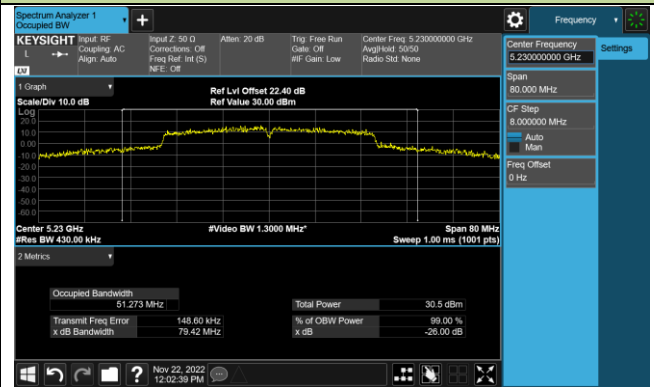 Spectrum Analyzer 1
Occupied BW
+
Frequency
KEYSIGHT
L
LXI
Input: RF
Coupling: AC
Align: Auto
Input Z: 50 Ω
Corrections: Off
Freq Ref: Int (S)
NFE: Off
Atten: 20 dB
Trig: Free Run
Gate: Off
#IF Gain: Low
Center Freq: 5.230000000 GHz
Avg|Hold: 50/50
Radio Std: None
Center Frequency
5.230000000 GHz
Settings
Span
80.000 MHz
CF Step
8.000000 MHz
Auto
Man
Freq Offset
0 Hz
1 Graph
Scale/Div 10.0 dB
Ref Lvl Offset 22.40 dB
Ref Value 30.00 dBm
Log
20.0
10.0
0.00
-10.0
-20.0
-30.0
-40.0
-50.0
-60.0
Center 5.23 GHz
#Video BW 1.3000 MHz*
Span 80 MHz
#Res BW 430.00 kHz
Sweep 1.00 ms (1001 pts)
2 Metrics
Occupied Bandwidth
51.273 MHz
Total Power 30.5 dBm
Transmit Freq Error 148.60 kHz
% of OBW Power 99.00 %
x dB Bandwidth 79.42 MHz
x dB -26.00 dB
?
Nov 22, 2022
12:02:39 PM